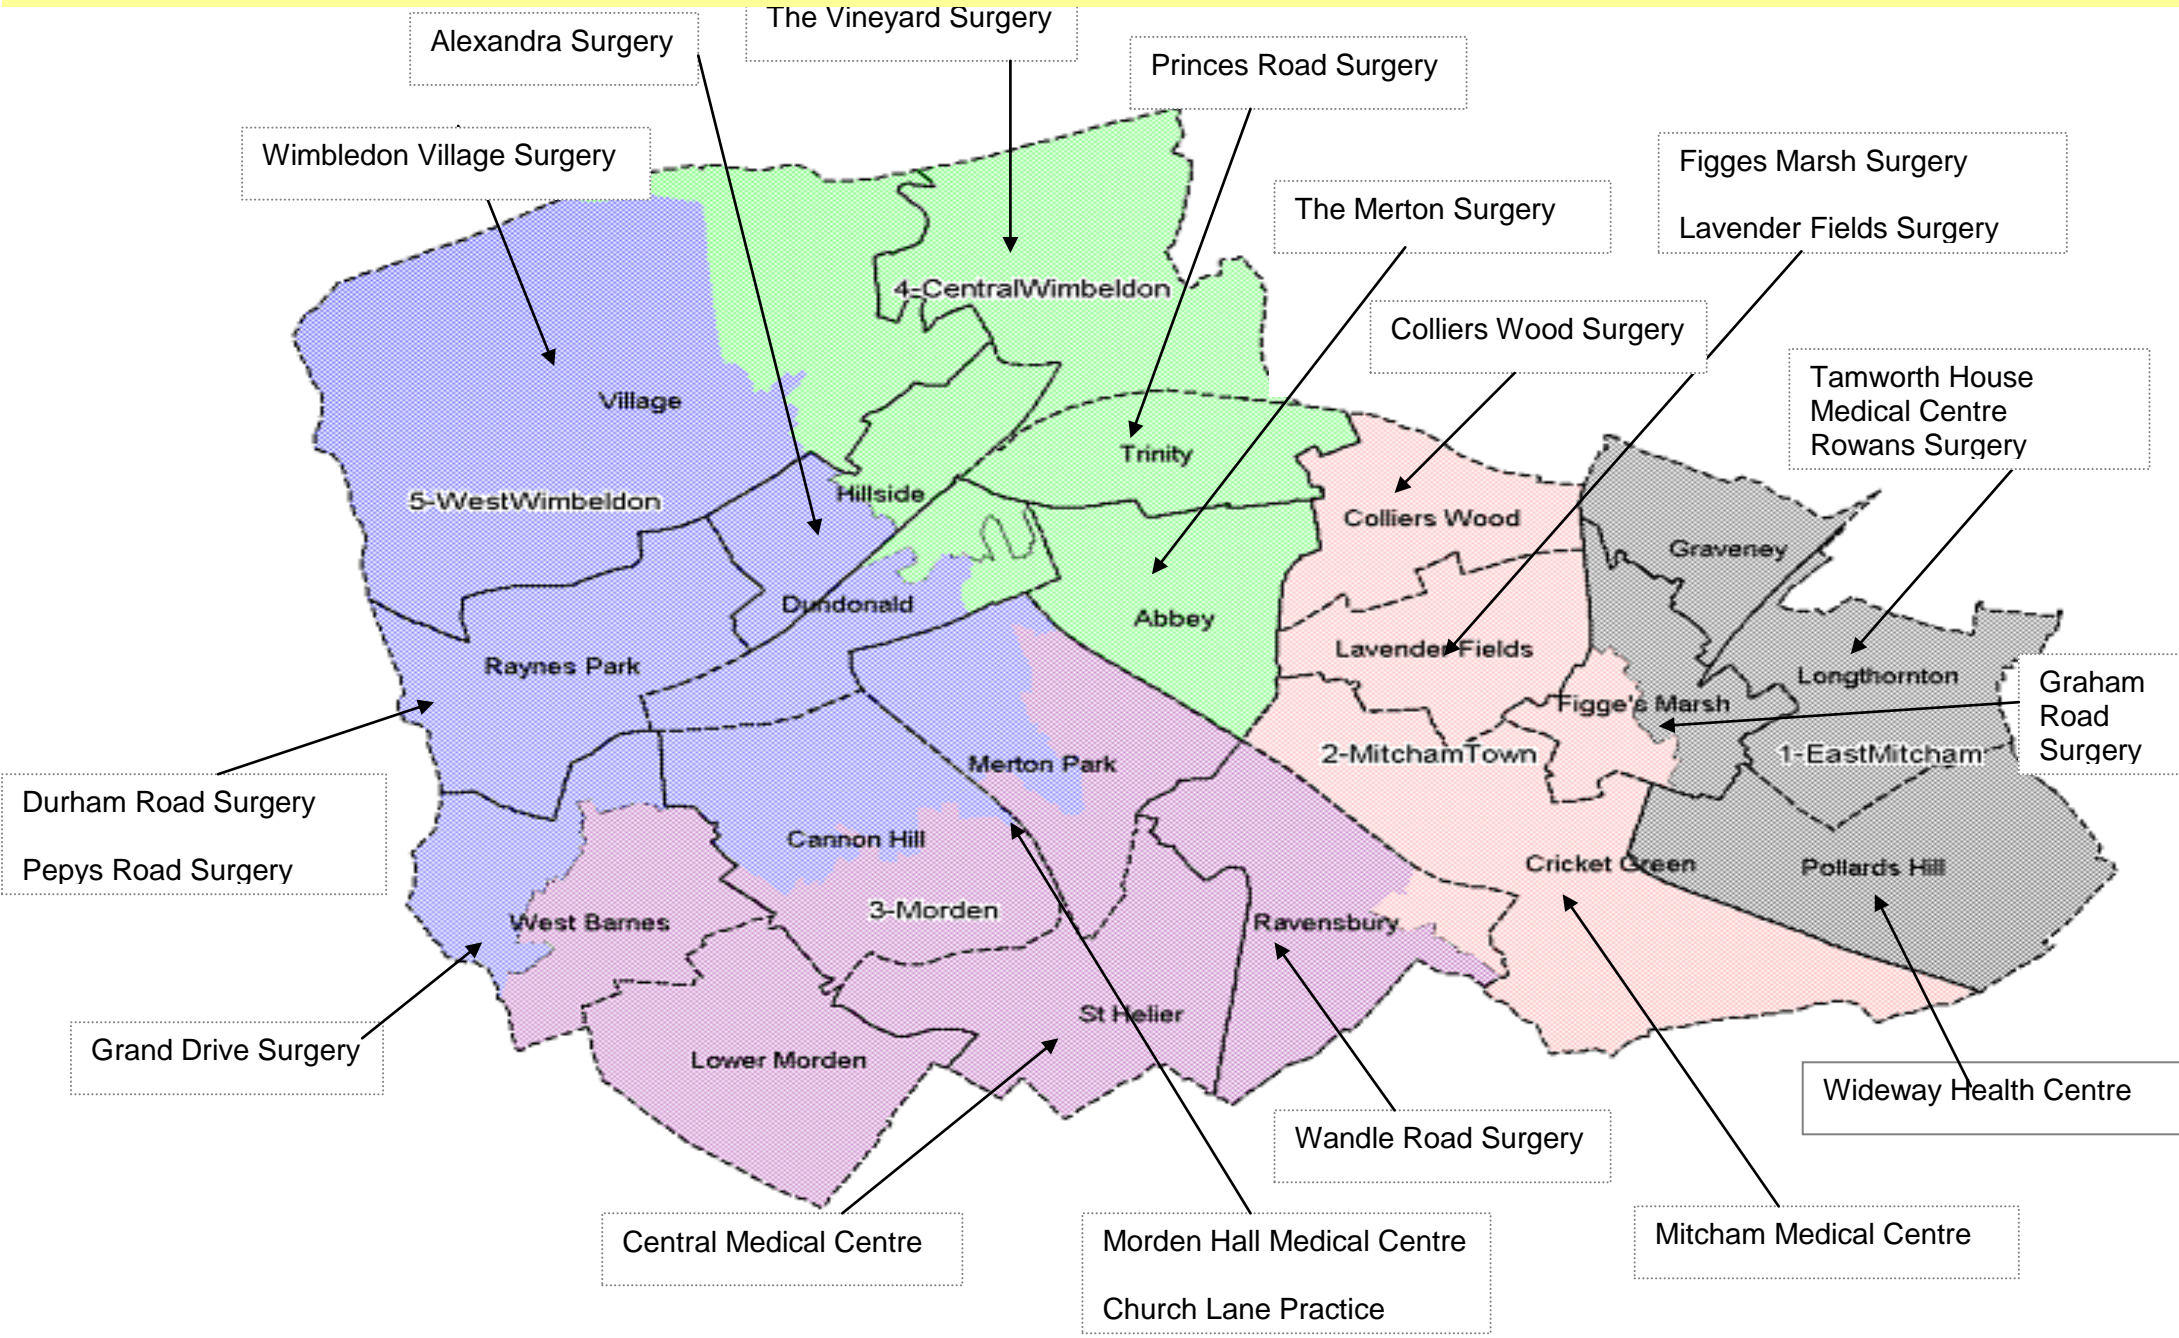 The Vineyard Surgery
Alexandra Surgery
Princes Road Surgery
Wimbledon Village Surgery
Figges Marsh Surgery
Lavender Fields Surgery
The Merton Surgery
4-CentralWimbeldon
Colliers Wood Surgery
Tamworth House
Medical Centre
Rowans Surgery
Village
Trinity
5-WestWimbeldon
Hillside
Colliers Wood
Graveney
Dundonald
Abbey
Lavender Fields
Raynes Park
Longthornton
Figge's Marsh
Graham
Road
Surgery
Merton Park
2-MitchamTown
1-EastMitcham
Durham Road Surgery
Pepys Road Surgery
Cannon Hill
Cricket Green
Pollards Hill
West Barnes
3-Morden
Ravensbury
St Helier
Grand Drive Surgery
Lower Morden
Wideway Health Centre
Wandle Road Surgery
Central Medical Centre
Morden Hall Medical Centre
Church Lane Practice
Mitcham Medical Centre